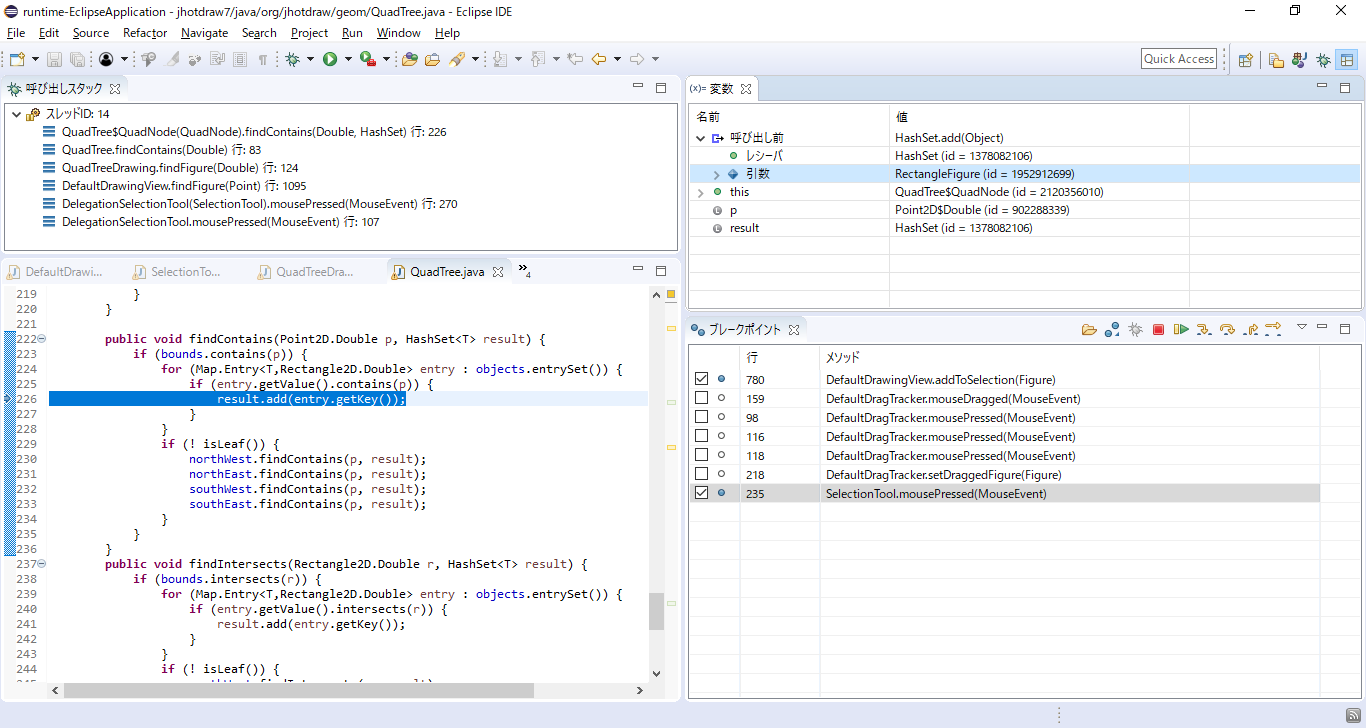 runtime-EclipseApplication - jhotdraw7/java/org/jhotdraw/geom/QuadTree.java - Eclipse IDE
File Edit Source Refactor Navigate Search Project Run Window Help
Quick Access
呼び出しスタック
スレッドID: 14
QuadTree$QuadNode(QuadNode).findContains(Double, HashSet) 行: 226
QuadTree.findContains(Double) 行: 83
QuadTreeDrawing.findFigure(Double) 行: 124
DefaultDrawingView.findFigure(Point) 行: 1095
DelegationSelectionTool(SelectionTool).mousePressed(MouseEvent) 行: 270
DelegationSelectionTool.mousePressed(MouseEvent) 行: 107
DefaultDrawi... SelectionTo... QuadTreeDra... QuadTree.java »4
219 }
220 }
221
222 public void findContains(Point2D.Double p, HashSet<T> result) {
223 if (bounds.contains(p)) {
224 for (Map.Entry<T,Rectangle2D.Double> entry : objects.entrySet()) {
225 if (entry.getValue().contains(p)) {
226 result.add(entry.getKey());
227 }
228 }
229 if (! isLeaf()) {
230 northWest.findContains(p, result);
231 northEast.findContains(p, result);
232 southWest.findContains(p, result);
233 southEast.findContains(p, result);
234 }
235 }
236 }
237 public void findIntersects(Rectangle2D.Double r, HashSet<T> result) {
238 if (bounds.intersects(r)) {
239 for (Map.Entry<T,Rectangle2D.Double> entry : objects.entrySet()) {
240 if (entry.getValue().intersects(r)) {
241 result.add(entry.getKey());
242 }
243 }
244 if (! isLeaf()) {
(x)= 変数
名前 値
呼び出し前 HashSet.add(Object)
レシーバ HashSet (id = 1378082106)
引数 RectangleFigure (id = 1952912699)
this QuadTree$QuadNode (id = 2120356010)
p Point2D$Double (id = 902288339)
result HashSet (id = 1378082106)
ブレークポイント
行 メソッド
780 DefaultDrawingView.addToSelection(Figure)
159 DefaultDragTracker.mouseDragged(MouseEvent)
98 DefaultDragTracker.mousePressed(MouseEvent)
116 DefaultDragTracker.mousePressed(MouseEvent)
118 DefaultDragTracker.mousePressed(MouseEvent)
218 DefaultDragTracker.setDraggedFigure(Figure)
235 SelectionTool.mousePressed(MouseEvent)